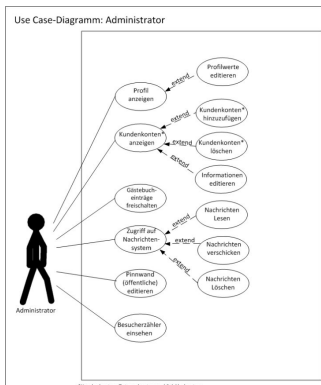 Use Case-Diagramm: Administrator
Profilwerte
editieren
extend
Profil
anzeigen
Kundenkonten*
hinzuzufügen
extend
Kundenkonten*
anzeigen
extend
Kundenkonten*
löschen
extend
Informationen
editieren
Gästebuch-
einträge
freischalten
Nachrichten
Lesen
extend
Zugriff auf
Nachrichten-
system
extend
Nachrichten
verschicken
extend
Nachrichten
Löschen
Pinnwand
(öffentliche)
editieren
Administrator
Besucherzähler
einsehen